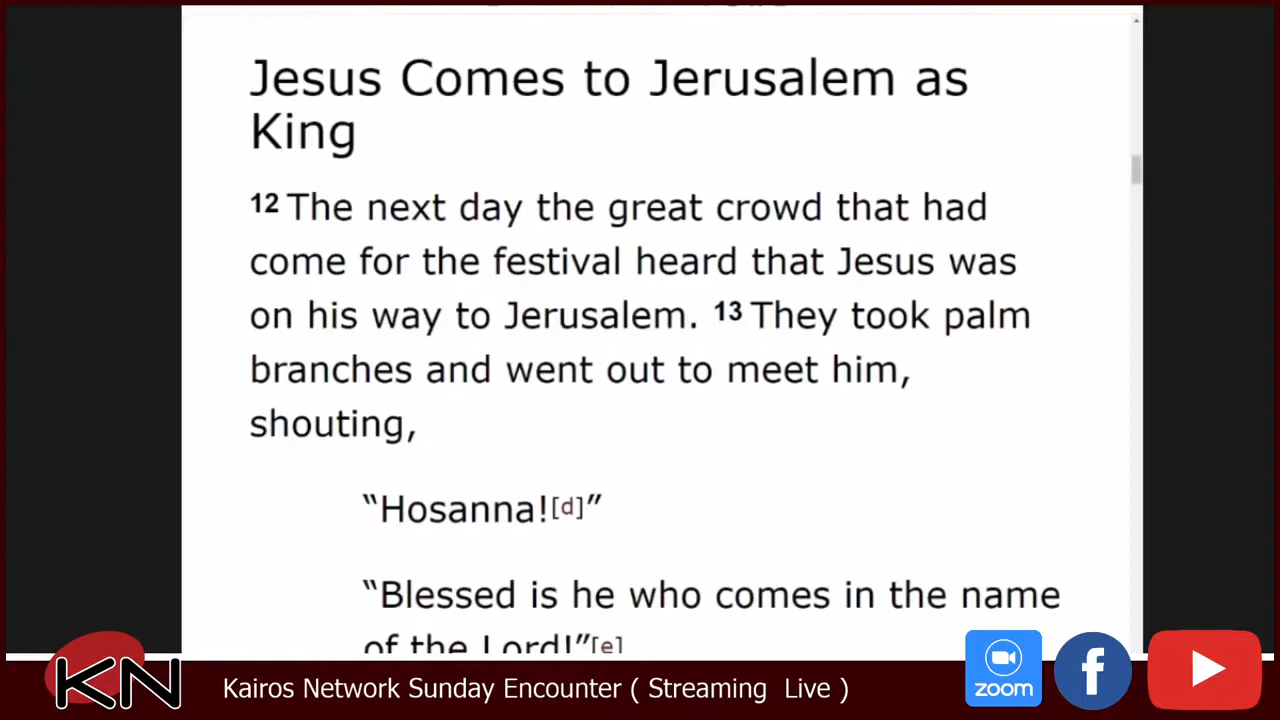 Jesus Comes to Jerusalem as
King
12 The next day the great crowd that had
come for the festival heard that Jesus was
on his way to Jerusalem. 13 They took palm
branches and went out to meet him,
shouting,
“Hosanna![d]”
“Blessed is he who comes in the name
of the Lord!”[e]
KN
Kairos Network Sunday Encounter ( Streaming Live )
zoom
f